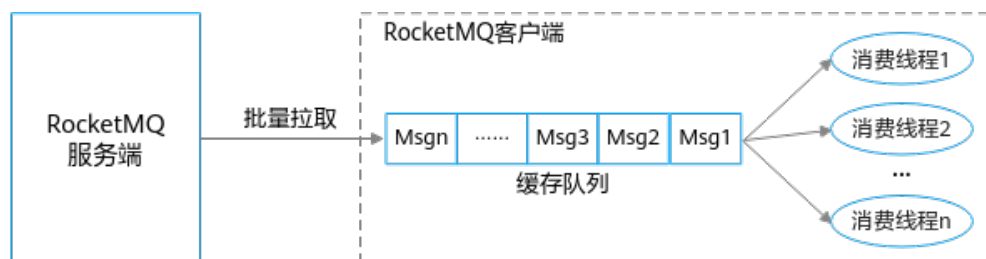 RocketMQ客户端
RocketMQ
服务端
批量拉取
Msgn
······
Msg3
Msg2
Msg1
缓存队列
消费线程1
消费线程2
...
消费线程n